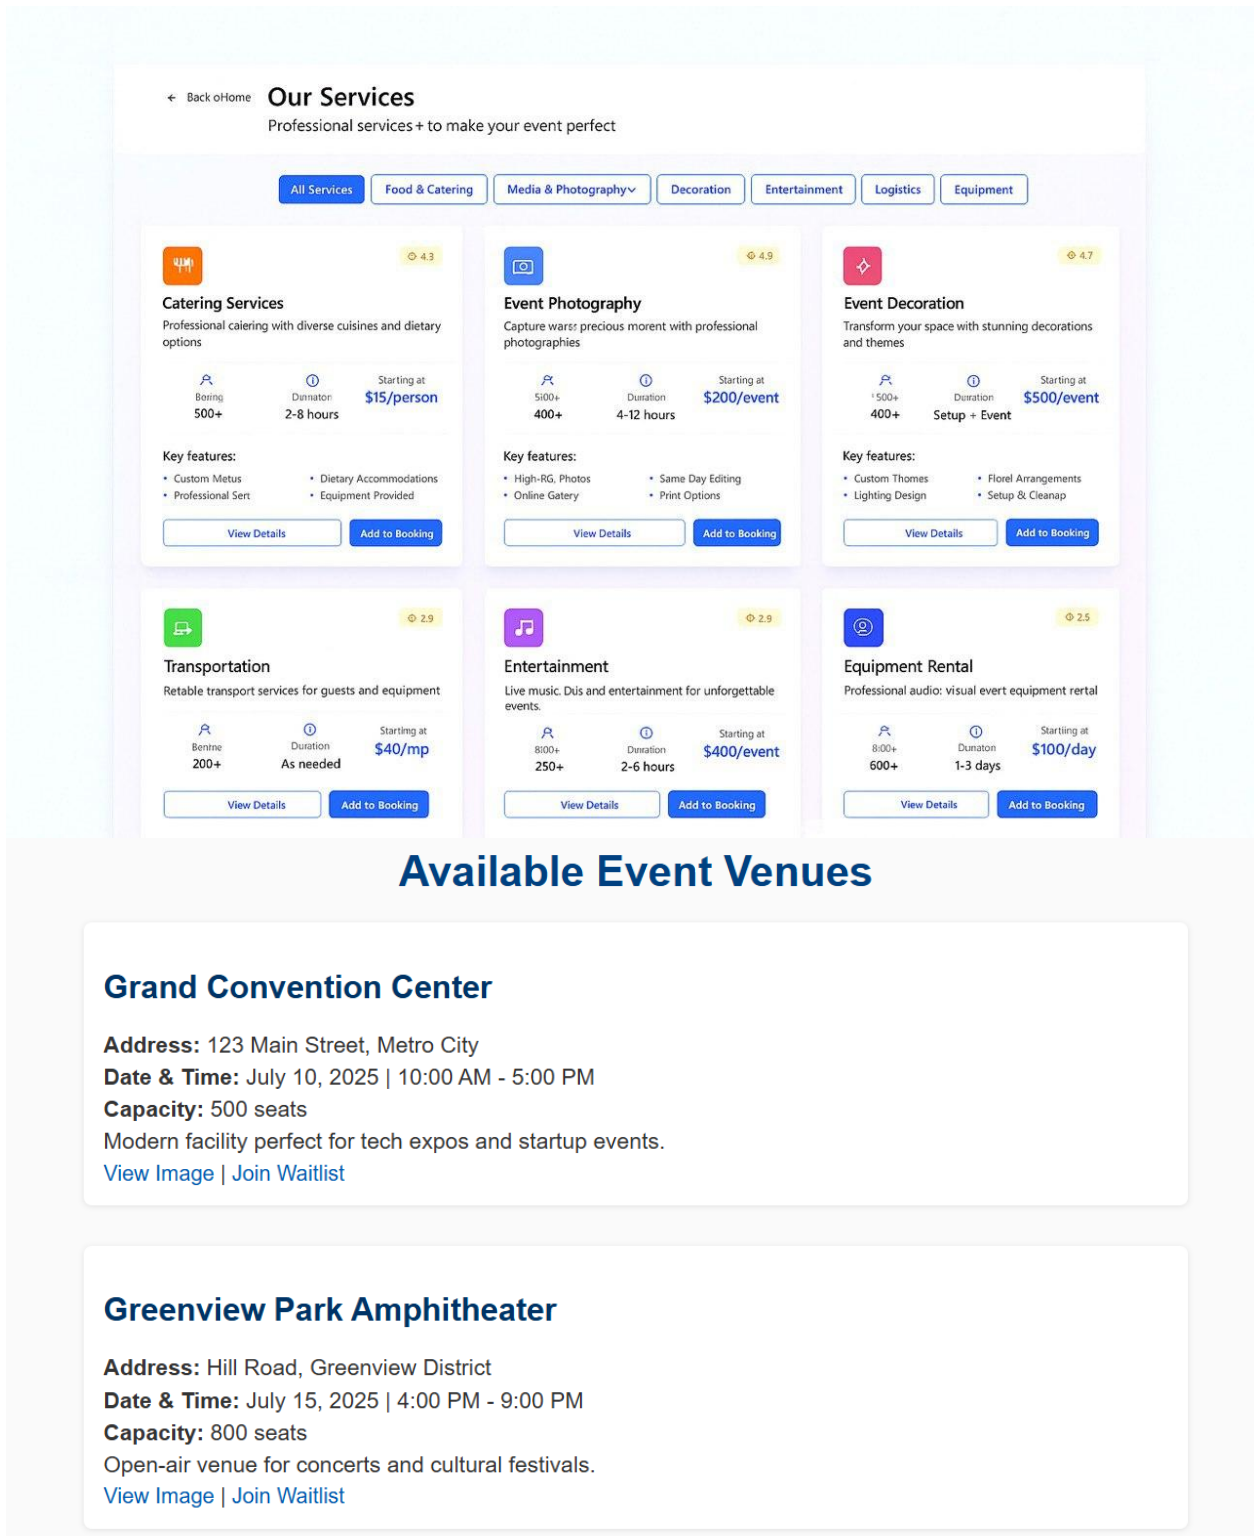 ← Back oHome
Our Services
Professional services + to make your event perfect
All Services Food & Catering Media & Photography Decoration Entertainment Logistics Equipment
4.3
Catering Services
Professional caiering with diverse cuisines and dietary
options
Boring Dunnaton Starting at
500+ 2-8 hours $15/person
Key features:
• Custom Metus • Dietary Accommodations
• Professional Sert • Equipment Provided
View Details Add to Booking
4.9
Event Photography
Capture warss precious morent with professional
photographies
5i00+ Dunration Starting at
400+ 4-12 hours $200/event
Key features:
• High-RG, Photos • Same Day Editing
• Online Gatery • Print Options
View Details Add to Booking
4.7
Event Decoration
Transform your space with stunning decorations
and themes
500+ Duuration Starting at
400+ Setup + Event $500/event
Key features:
• Custom Thomes • Florel Arrangements
• Lighting Design • Setup & Cleanap
View Details Add to Booking
2.9
Transportation
Retable transport services for guests and equipment
Bentne Duration Startimg at
200+ As needed $40/mp
View Details Add to Booking
2.9
Entertainment
Live music. Dus and entertainment for unforgettable
events.
8i00+ Dwnration Starting at
250+ 2-6 hours $400/event
View Details Add to Booking
2.5
Equipment Rental
Professional audio: visual evert equipment rertal
8:00+ Dunaton Startiing at
600+ 1-3 days $100/day
View Details Add to Booking
Available Event Venues
Grand Convention Center
Address: 123 Main Street, Metro City
Date & Time: July 10, 2025 | 10:00 AM - 5:00 PM
Capacity: 500 seats
Modern facility perfect for tech expos and startup events.
View Image | Join Waitlist
Greenview Park Amphitheater
Address: Hill Road, Greenview District
Date & Time: July 15, 2025 | 4:00 PM - 9:00 PM
Capacity: 800 seats
Open-air venue for concerts and cultural festivals.
View Image | Join Waitlist